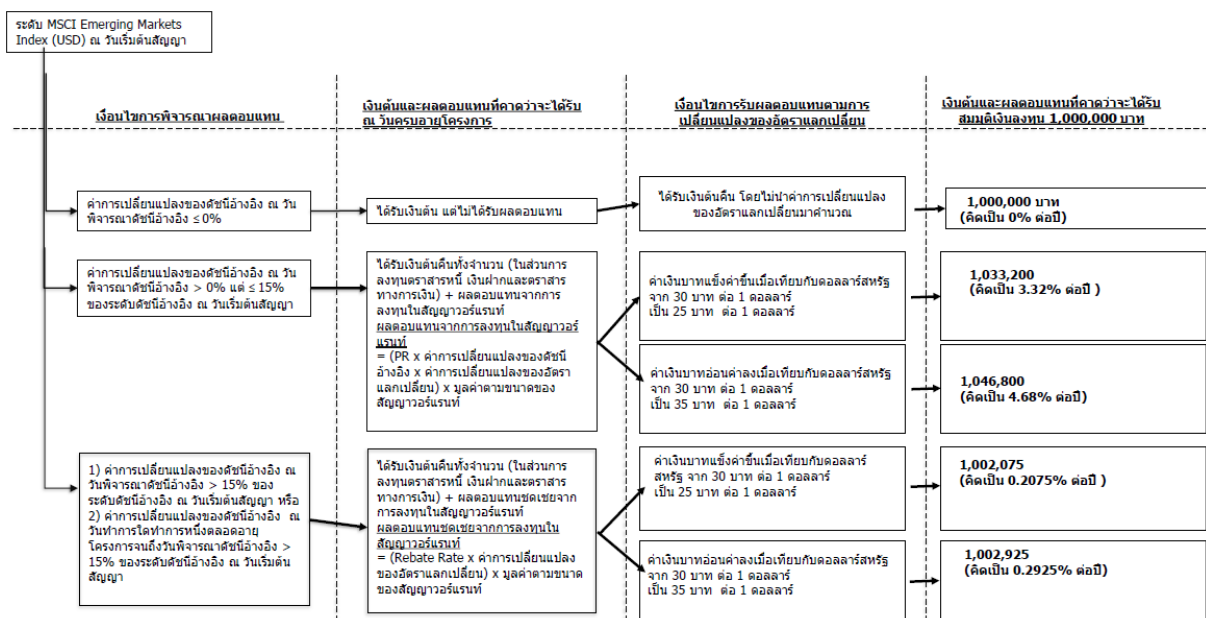 ระดับ MSCI Emerging Markets
Index (USD) ณ วันเริ่มต้นสัญญา
เงื่อนไขการพิจารณาผลตอบแทน
เงินต้นและผลตอบแทนที่คาดว่าจะได้รับ
ณ วันครบอายุโครงการ
เงื่อนไขการรับผลตอบแทนตามการ
เปลี่ยนแปลงของอัตราแลกเปลี่ยน
เงินต้นและผลตอบแทนที่คาดว่าจะได้รับ
สมมุติเงินลงทุน 1,000,000 บาท
ค่าการเปลี่ยนแปลงของดัชนีอ้างอิง ณ วัน
พิจารณาดัชนีอ้างอิง ≤ 0%
ได้รับเงินต้น แต่ไม่ได้รับผลตอบแทน
ได้รับเงินต้นคืน โดยไม่นำค่าการเปลี่ยนแปลง
ของอัตราแลกเปลี่ยนมาคำนวณ
1,000,000 บาท
(คิดเป็น 0% ต่อปี)
ค่าการเปลี่ยนแปลงของดัชนีอ้างอิง ณ วัน
พิจารณาดัชนีอ้างอิง > 0% แต่ ≤ 15%
ของระดับดัชนีอ้างอิง ณ วันเริ่มต้นสัญญา
ได้รับเงินต้นคืนทั้งจำนวน (ในส่วนการ
ลงทุนตราสารหนี้ เงินฝากและตราสาร
ทางการเงิน) + ผลตอบแทนจากการ
ลงทุนในสัญญาวอร์แรนท์
ผลตอบแทนจากการลงทุนในสัญญาวอร์
แรนท์
= (PR x ค่าการเปลี่ยนแปลงของดัชนี
อ้างอิง x ค่าการเปลี่ยนแปลงของอัตรา
แลกเปลี่ยน) x มูลค่าตามขนาดของ
สัญญาวอร์แรนท์
ค่าเงินบาทแข็งค่าขึ้นเมื่อเทียบกับดอลลาร์สหรัฐ
จาก 30 บาท ต่อ 1 ดอลลาร์
เป็น 25 บาท ต่อ 1 ดอลลาร์
1,033,200
(คิดเป็น 3.32% ต่อปี )
ค่าเงินบาทอ่อนค่าลงเมื่อเทียบกับดอลลาร์สหรัฐ
จาก 30 บาท ต่อ 1 ดอลลาร์
เป็น 35 บาท ต่อ 1 ดอลลาร์
1,046,800
(คิดเป็น 4.68% ต่อปี)
1) ค่าการเปลี่ยนแปลงของดัชนีอ้างอิง ณ
วันพิจารณาดัชนีอ้างอิง > 15% ของ
ระดับดัชนีอ้างอิง ณ วันเริ่มต้นสัญญา หรือ
2) ค่าการเปลี่ยนแปลงของดัชนีอ้างอิง ณ
วันทำการใดทำการหนึ่งตลอดอายุ
โครงการจนถึงวันพิจารณาดัชนีอ้างอิง >
15% ของระดับดัชนีอ้างอิง ณ วันเริ่มต้น
สัญญา
ได้รับเงินต้นคืนทั้งจำนวน (ในส่วนการ
ลงทุนตราสารหนี้ เงินฝากและตราสาร
ทางการเงิน) + ผลตอบแทนชดเชยจาก
การลงทุนในสัญญาวอร์แรนท์
ผลตอบแทนชดเชยจากการลงทุนใน
สัญญาวอร์แรนท์
= (Rebate Rate x ค่าการเปลี่ยนแปลง
ของอัตราแลกเปลี่ยน) x มูลค่าตามขนาด
ของสัญญาวอร์แรนท์
ค่าเงินบาทแข็งค่าขึ้นเมื่อเทียบกับดอลลาร์
สหรัฐ จาก 30 บาท ต่อ 1 ดอลลาร์
เป็น 25 บาท ต่อ 1 ดอลลาร์
1,002,075
(คิดเป็น 0.2075% ต่อปี )
ค่าเงินบาทอ่อนค่าลงเมื่อเทียบกับดอลลาร์สหรัฐ
จาก 30 บาท ต่อ 1 ดอลลาร์
เป็น 35 บาท ต่อ 1 ดอลลาร์
1,002,925
(คิดเป็น 0.2925% ต่อปี)